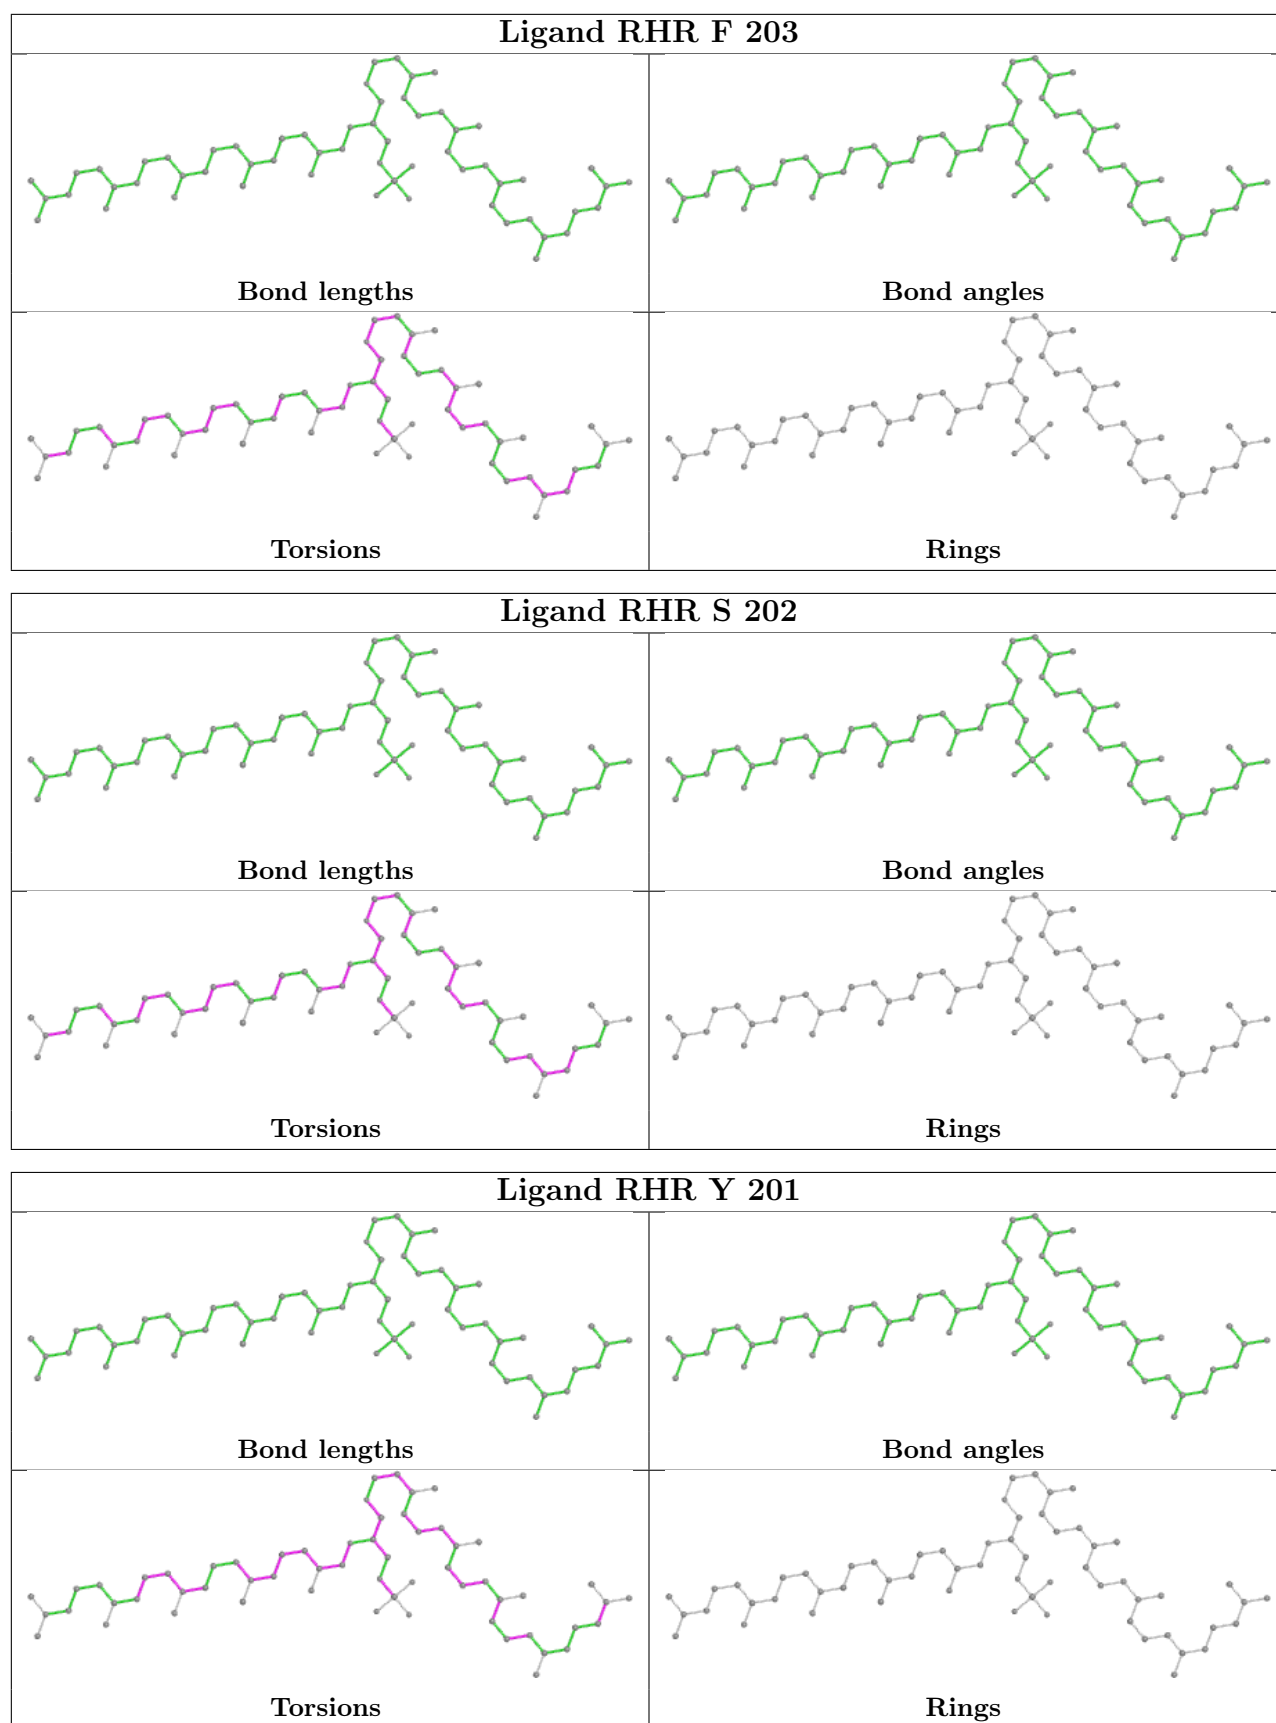 Ligand RHR F 203
Bond lengths
Bond angles
Torsions
Rings
Ligand RHR S 202
Bond lengths
Bond angles
Torsions
Rings
Ligand RHR Y 201
Bond lengths
Bond angles
Torsions
Rings